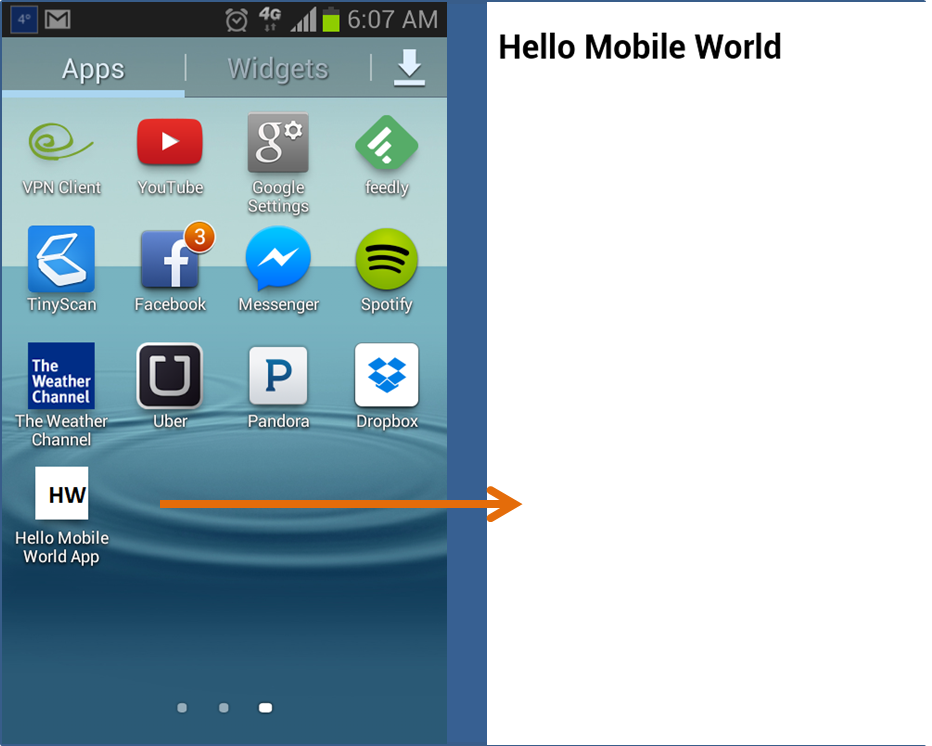 4° 4G 6:07 AM
Apps Widgets
VPN Client YouTube Google Settings feedly
3
TinyScan Facebook Messenger Spotify
The
Weather
Channel
P
The Weather Channel Uber Pandora Dropbox
HW
Hello Mobile
World App
Hello Mobile World